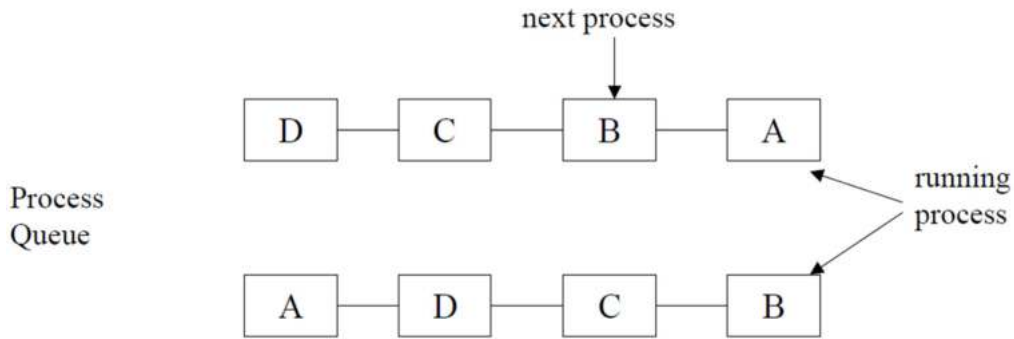 next process
D C B A
Process
Queue
running
process
A D C B